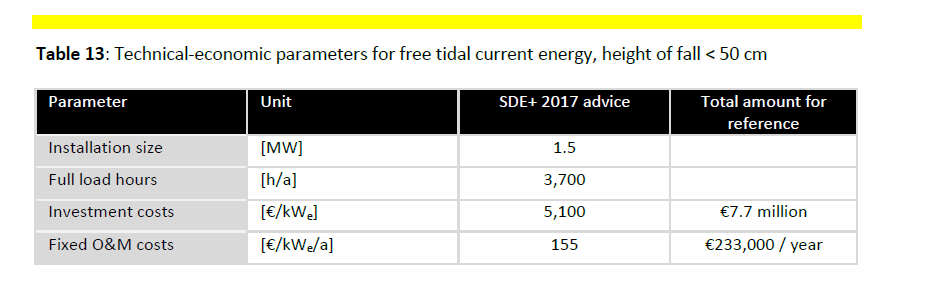 Table 13: Technical-economic parameters for free tidal current energy, height of fall < 50 cm
Parameter Unit SDE+ 2017 advice Total amount for reference
Installation size [MW] 1.5
Full load hours [h/a] 3,700
Investment costs [€/kWe] 5,100 €7.7 million
Fixed O&M costs [€/kWe/a] 155 €233,000 / year